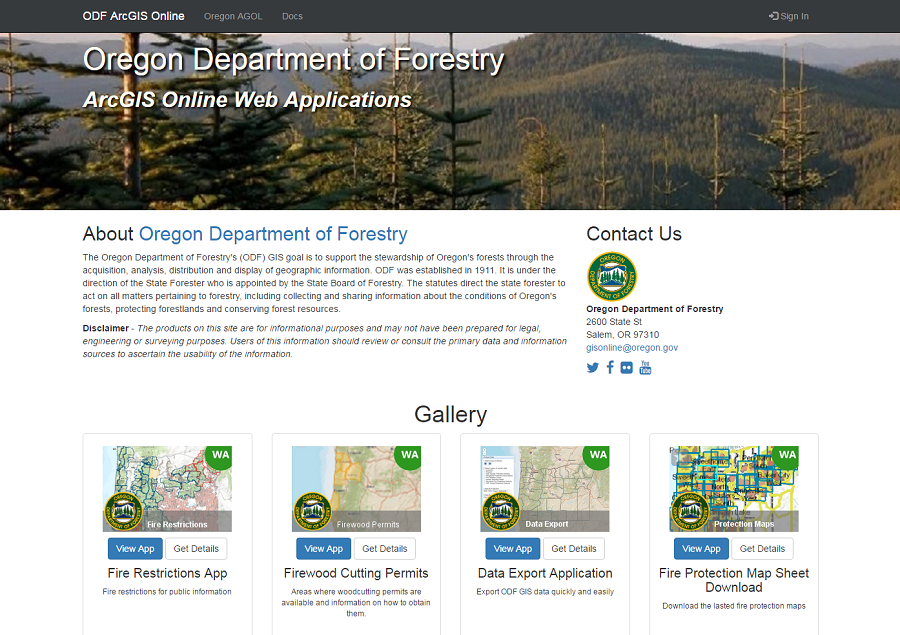 ODF ArcGIS Online Oregon AGOL Docs Sign In
Oregon Department of Forestry
ArcGIS Online Web Applications
About Oregon Department of Forestry
The Oregon Department of Forestry's (ODF) GIS goal is to support the stewardship of Oregon's forests through the
acquisition, analysis, distribution and display of geographic information. ODF was established in 1911. It is under the
direction of the State Forester who is appointed by the State Board of Forestry. The statutes direct the state forester to
act on all matters pertaining to forestry, including collecting and sharing information about the conditions of Oregon's
forests, protecting forestlands and conserving forest resources.
Disclaimer - The products on this site are for informational purposes and may not have been prepared for legal,
engineering or surveying purposes. Users of this information should review or consult the primary data and information
sources to ascertain the usability of the information.
Contact Us
OREGON
DEPARTMENT OF FORESTRY
Oregon Department of Forestry
2600 State St
Salem, OR 97310
gisonline@oregon.gov
You
Tube
Gallery
WA
Fire Restrictions
View App Get Details
Fire Restrictions App
Fire restrictions for public information
WA
Firewood Permits
View App Get Details
Firewood Cutting Permits
Areas where woodcutting permits are
available and information on how to obtain
them.
WA
Data Export
View App Get Details
Data Export Application
Export ODF GIS data quickly and easily
WA
Protection Maps
View App Get Details
Fire Protection Map Sheet
Download
Download the lasted fire protection maps